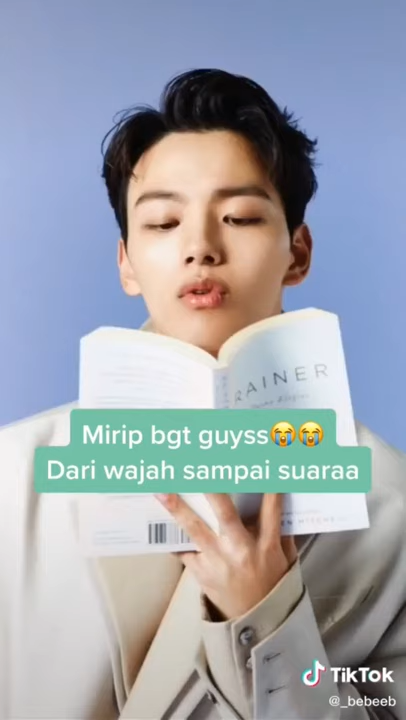 RAINER
Mirip bgt guyss😭😭
Dari wajah sampai suaraa
TikTok
@_bebeeb